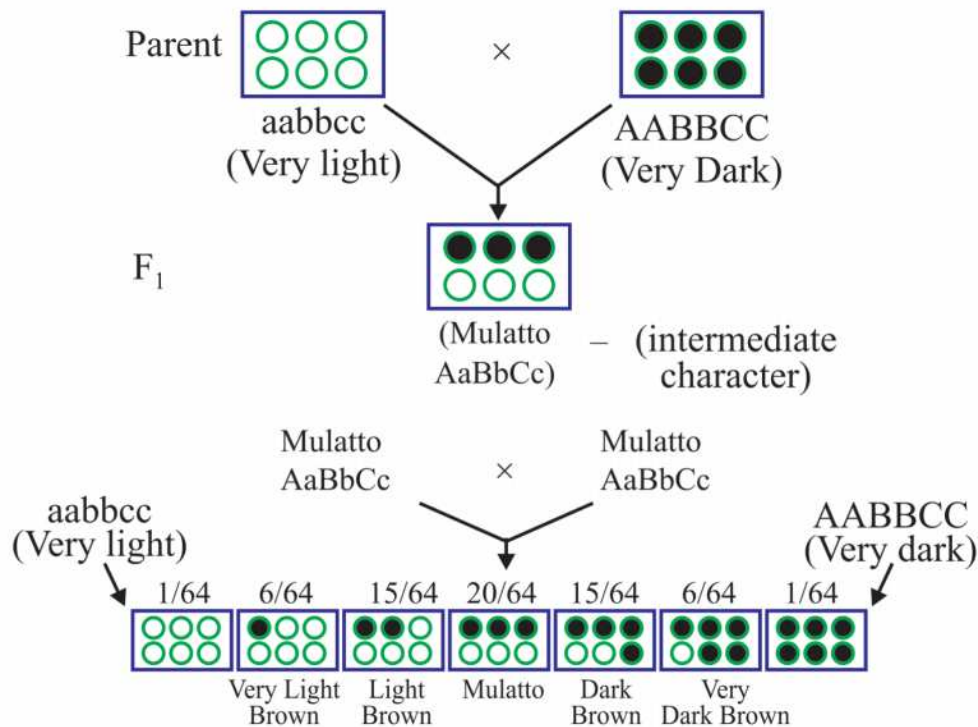 Parent
×
aabbcc
(Very light)
AABBCC
(Very Dark)
F₁
(Mulatto
AaBbCc)
– (intermediate
character)
Mulatto
AaBbCc
×
Mulatto
AaBbCc
aabbcc
(Very light)
AABBCC
(Very dark)
1/64 6/64 15/64 20/64 15/64 6/64 1/64
Very Light
Brown
Light
Brown
Mulatto
Dark
Brown
Very
Dark Brown